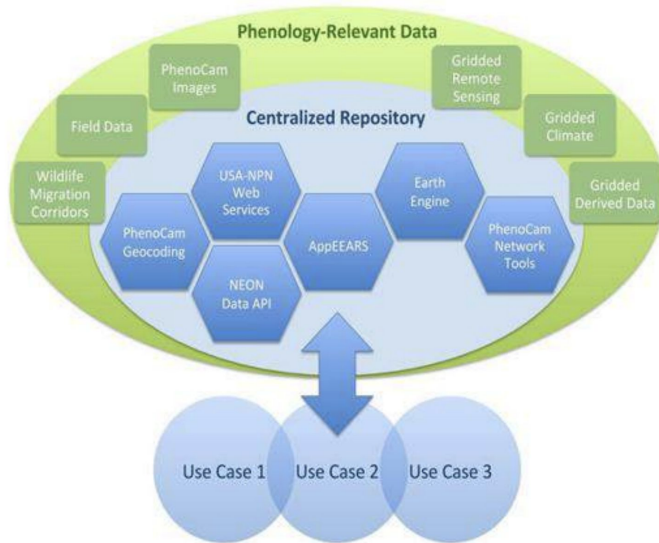 Phenology-Relevant Data
PhenoCam
Images
Gridded
Remote
Sensing
Field Data
Centralized Repository
Gridded
Climate
Wildlife
Migration
Corridors
USA-NPN
Web
Services
Earth
Engine
Gridded
Derived Data
PhenoCam
Geocoding
AppEEARS
PhenoCam
Network
Tools
NEON
Data API
Use Case 1
Use Case 2
Use Case 3